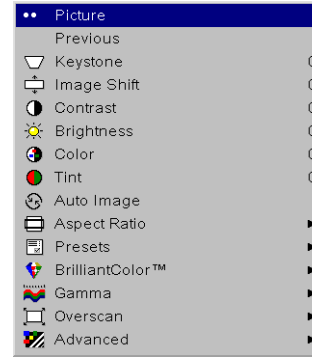 Picture
Previous
Keystone
Image Shift
Contrast
Brightness
Color
Tint
Auto Image
Aspect Ratio
Presets
BrilliantColor™
Gamma
Overscan
Advanced